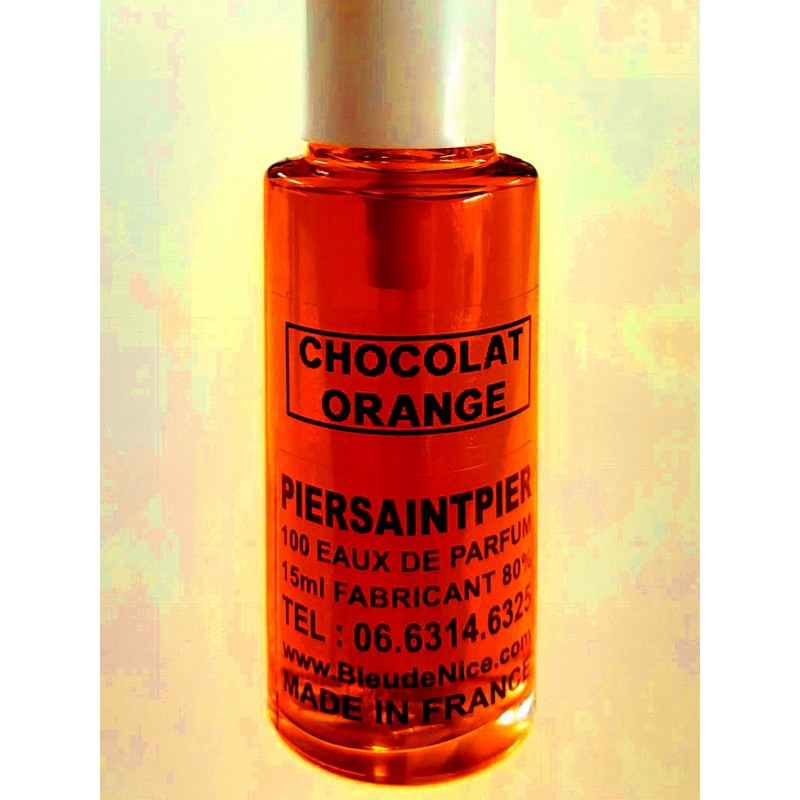 CHOCOLAT
ORANGE
PIERSAINTPIER
100 EAUX DE PARFUM
15ml FABRICANT 80%
TEL : 06.6314.6325
www.BleudeNice.com
MADE IN FRANCE